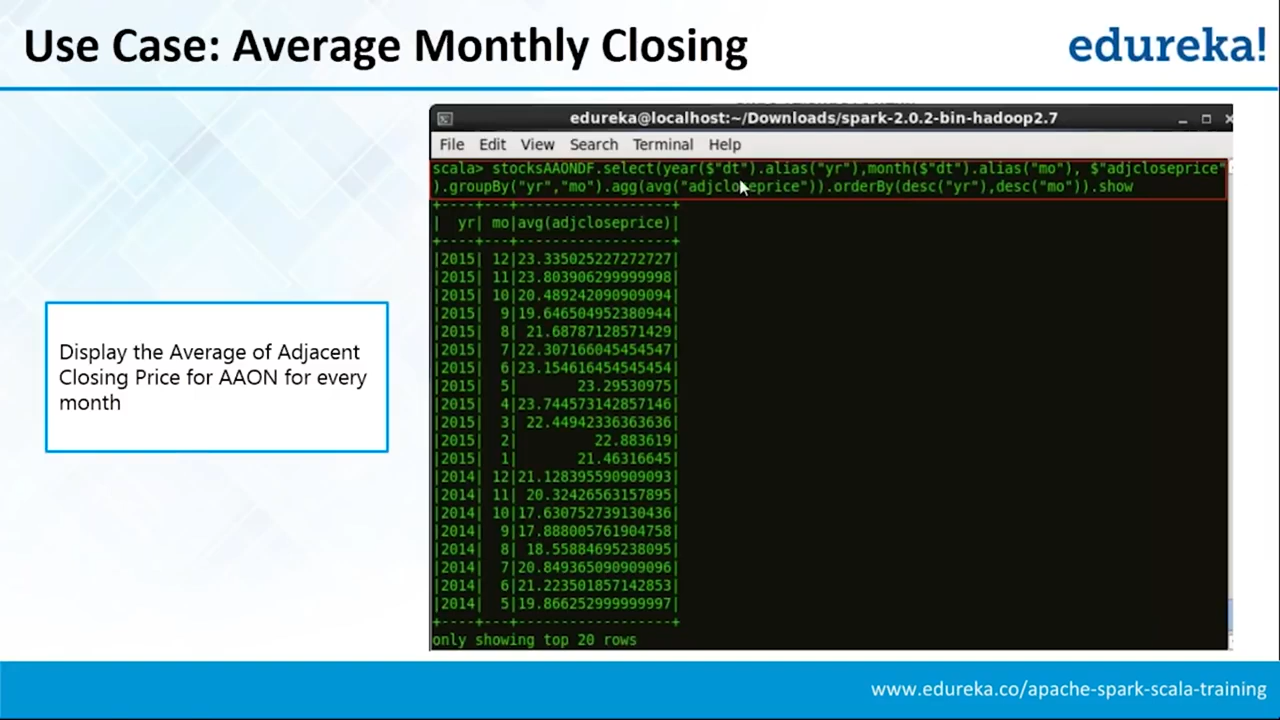 Use Case: Average Monthly Closing
edureka!
edureka@localhost:~/Downloads/spark-2.0.2-bin-hadoop2.7
File Edit View Search Terminal Help
scala> stocksAAONDF.select(year($"dt").alias("yr"),month($"dt").alias("mo"), $"adjcloseprice"
).groupBy("yr","mo").agg(avg("adjcloseprice")).orderBy(desc("yr"),desc("mo")).show
+----+---+------------------+
|  yr| mo|avg(adjcloseprice)|
+----+---+------------------+
|2015| 12|23.335025227272727|
|2015| 11|23.803906299999998|
|2015| 10|20.489242090909094|
|2015|  9|19.646504952380944|
|2015|  8| 21.68787128571429|
|2015|  7|22.307166045454547|
|2015|  6|23.154616454545454|
|2015|  5|       23.29530975|
|2015|  4|23.744573142857146|
|2015|  3| 22.44942336363636|
|2015|  2|         22.883619|
|2015|  1|       21.46316645|
|2014| 12|21.128395590909093|
|2014| 11| 20.32426563157895|
|2014| 10|17.630752739130436|
|2014|  9|17.888005761904758|
|2014|  8| 18.55884695238095|
|2014|  7|20.849365090909096|
|2014|  6|21.223501857142853|
|2014|  5|19.866252999999997|
+----+---+------------------+
only showing top 20 rows
Display the Average of Adjacent
Closing Price for AAON for every
month
www.edureka.co/apache-spark-scala-training